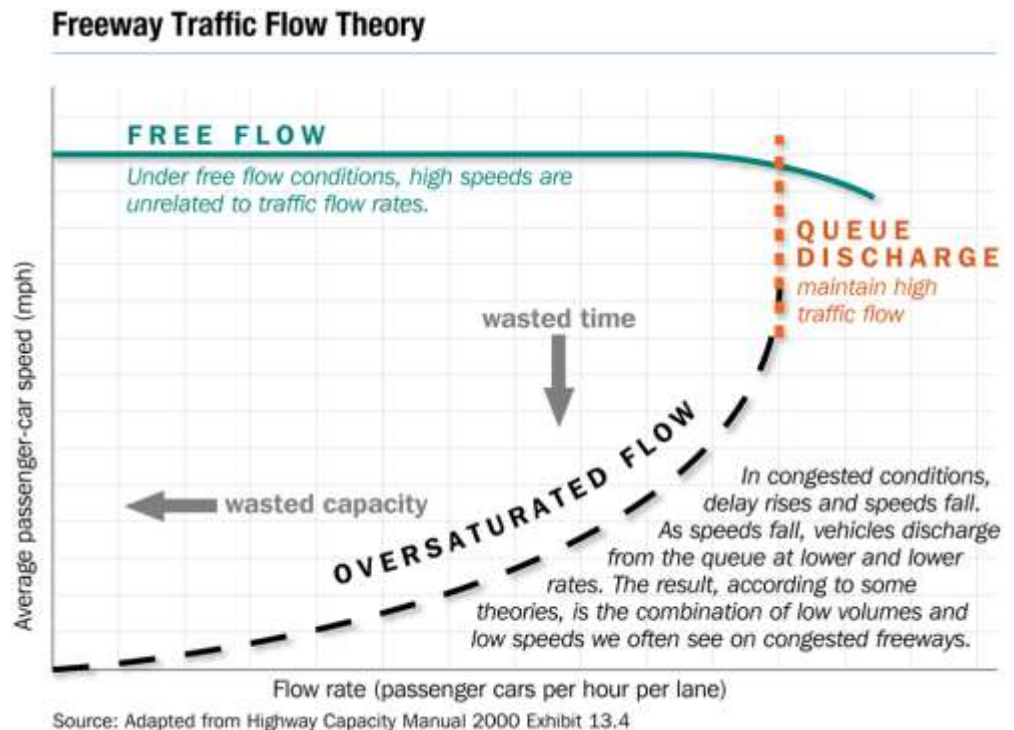 Freeway Traffic Flow Theory
FREE FLOW
Under free flow conditions, high speeds are
unrelated to traffic flow rates.
QUEUE
DISCHARGE
maintain high
traffic flow
wasted time
Average passenger-car speed (mph)
OVERSATURATED FLOW
wasted capacity
In congested conditions,
delay rises and speeds fall.
As speeds fall, vehicles discharge
from the queue at lower and lower
rates. The result, according to some
theories, is the combination of low volumes and
low speeds we often see on congested freeways.
Flow rate (passenger cars per hour per lane)
Source: Adapted from Highway Capacity Manual 2000 Exhibit 13.4